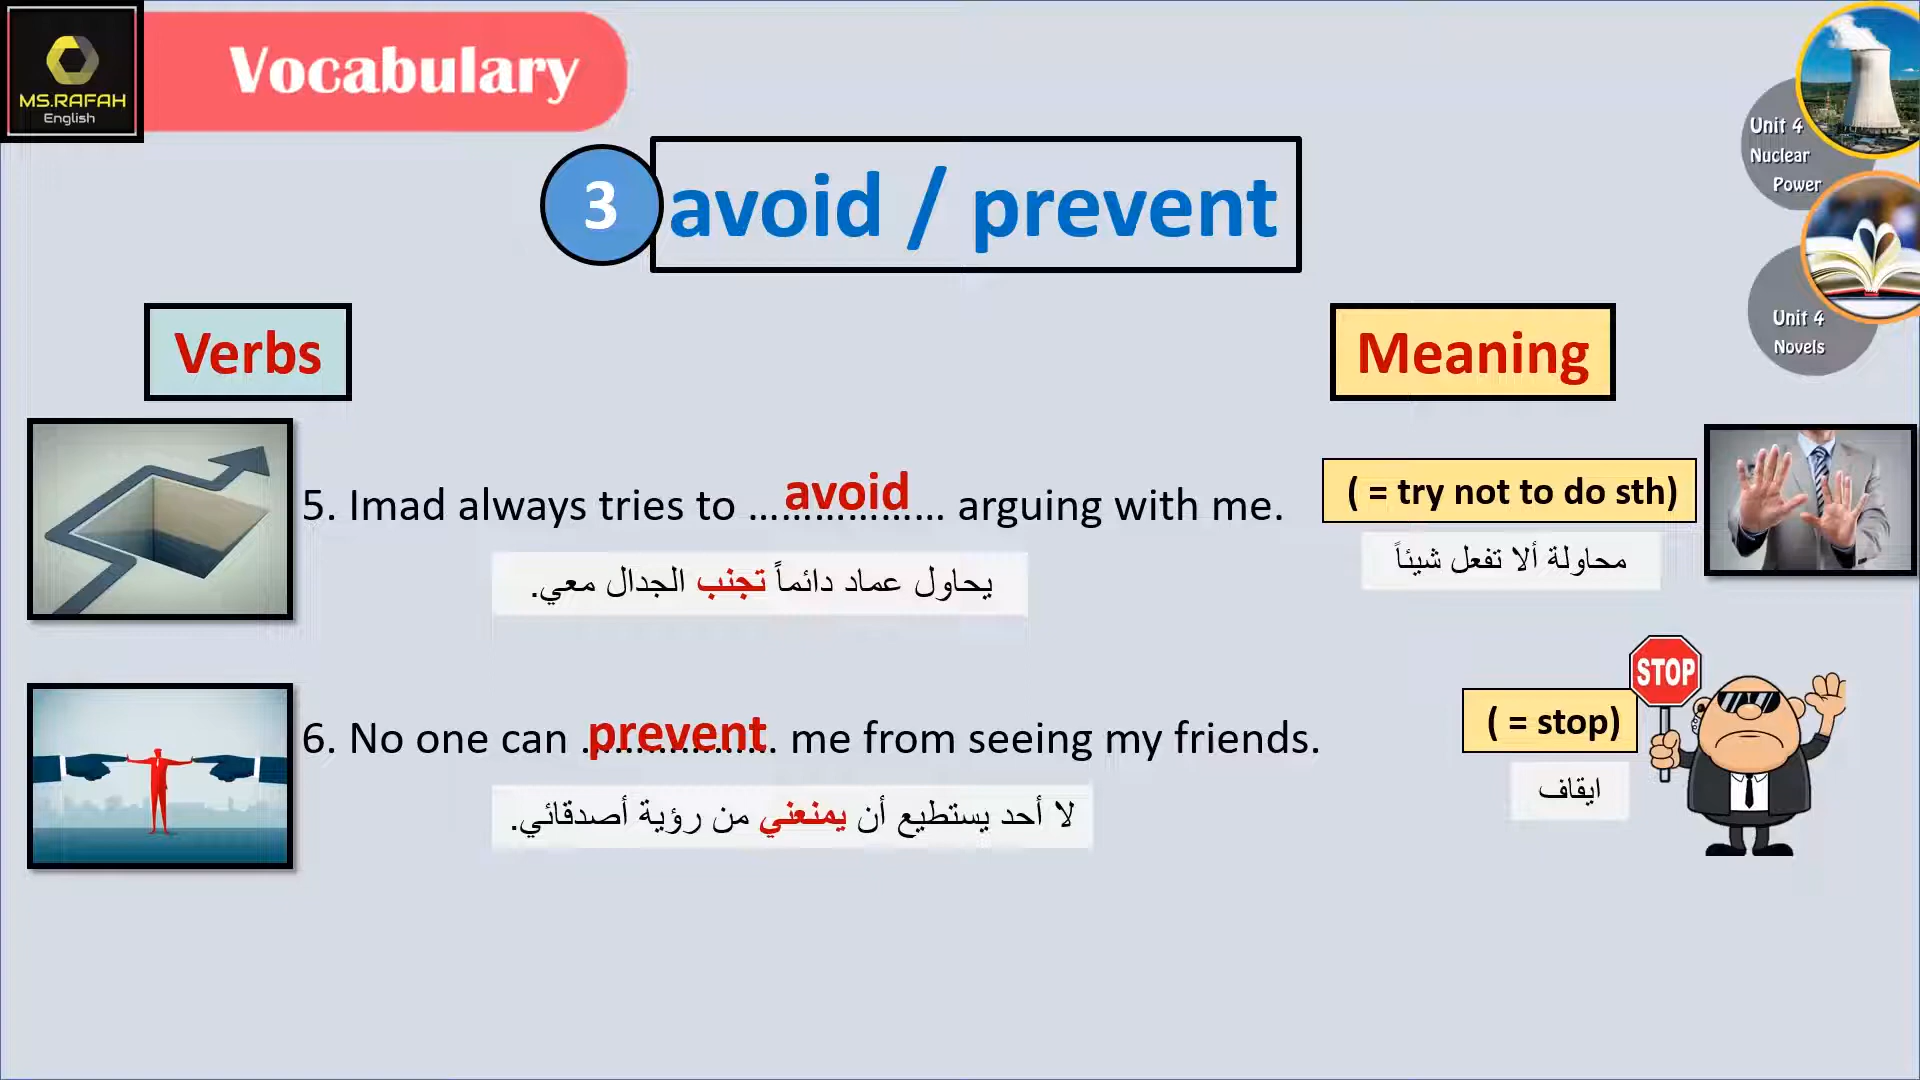 MS.RAFAH
English
Vocabulary
Unit 4
Nuclear
Power
3 avoid / prevent
Unit 4
Novels
Verbs
Meaning
5. Imad always tries to ......avoid...... arguing with me.
( = try not to do sth)
يحاول عماد دائماً تجنب الجدال معي.
محاولة ألا تفعل شيئاً
STOP
6. No one can ......prevent...... me from seeing my friends.
( = stop)
لا أحد يستطيع أن يمنعني من رؤية أصدقائي.
ايقاف